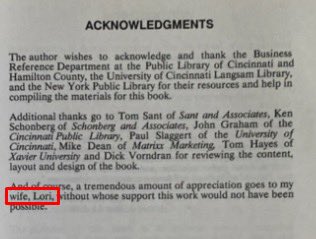 ACKNOWLEDGMENTS
The author wishes to acknowledge and thank the Business
Reference Department at the Public Library of Cincinnati and
Hamilton County, the University of Cincinnati Langsam Library,
and the New York Public Library for their resources and help in
compiling the materials for this book.
Additional thanks go to Tom Sant of Sant and Associates, Ken
Schonberg of Schonberg and Associates, John Graham of the
Cincinnati Public Library, Paul Slaggert of the University of
Cincinnati, Mike Dean of Matrixx Marketing, Tom Hayes of
Xavier University and Dick Vorndran for reviewing the content,
layout and design of the book.
And of course, a tremendous amount of appreciation goes to my
wife, Lori, without whose support this work would not have been
possible.